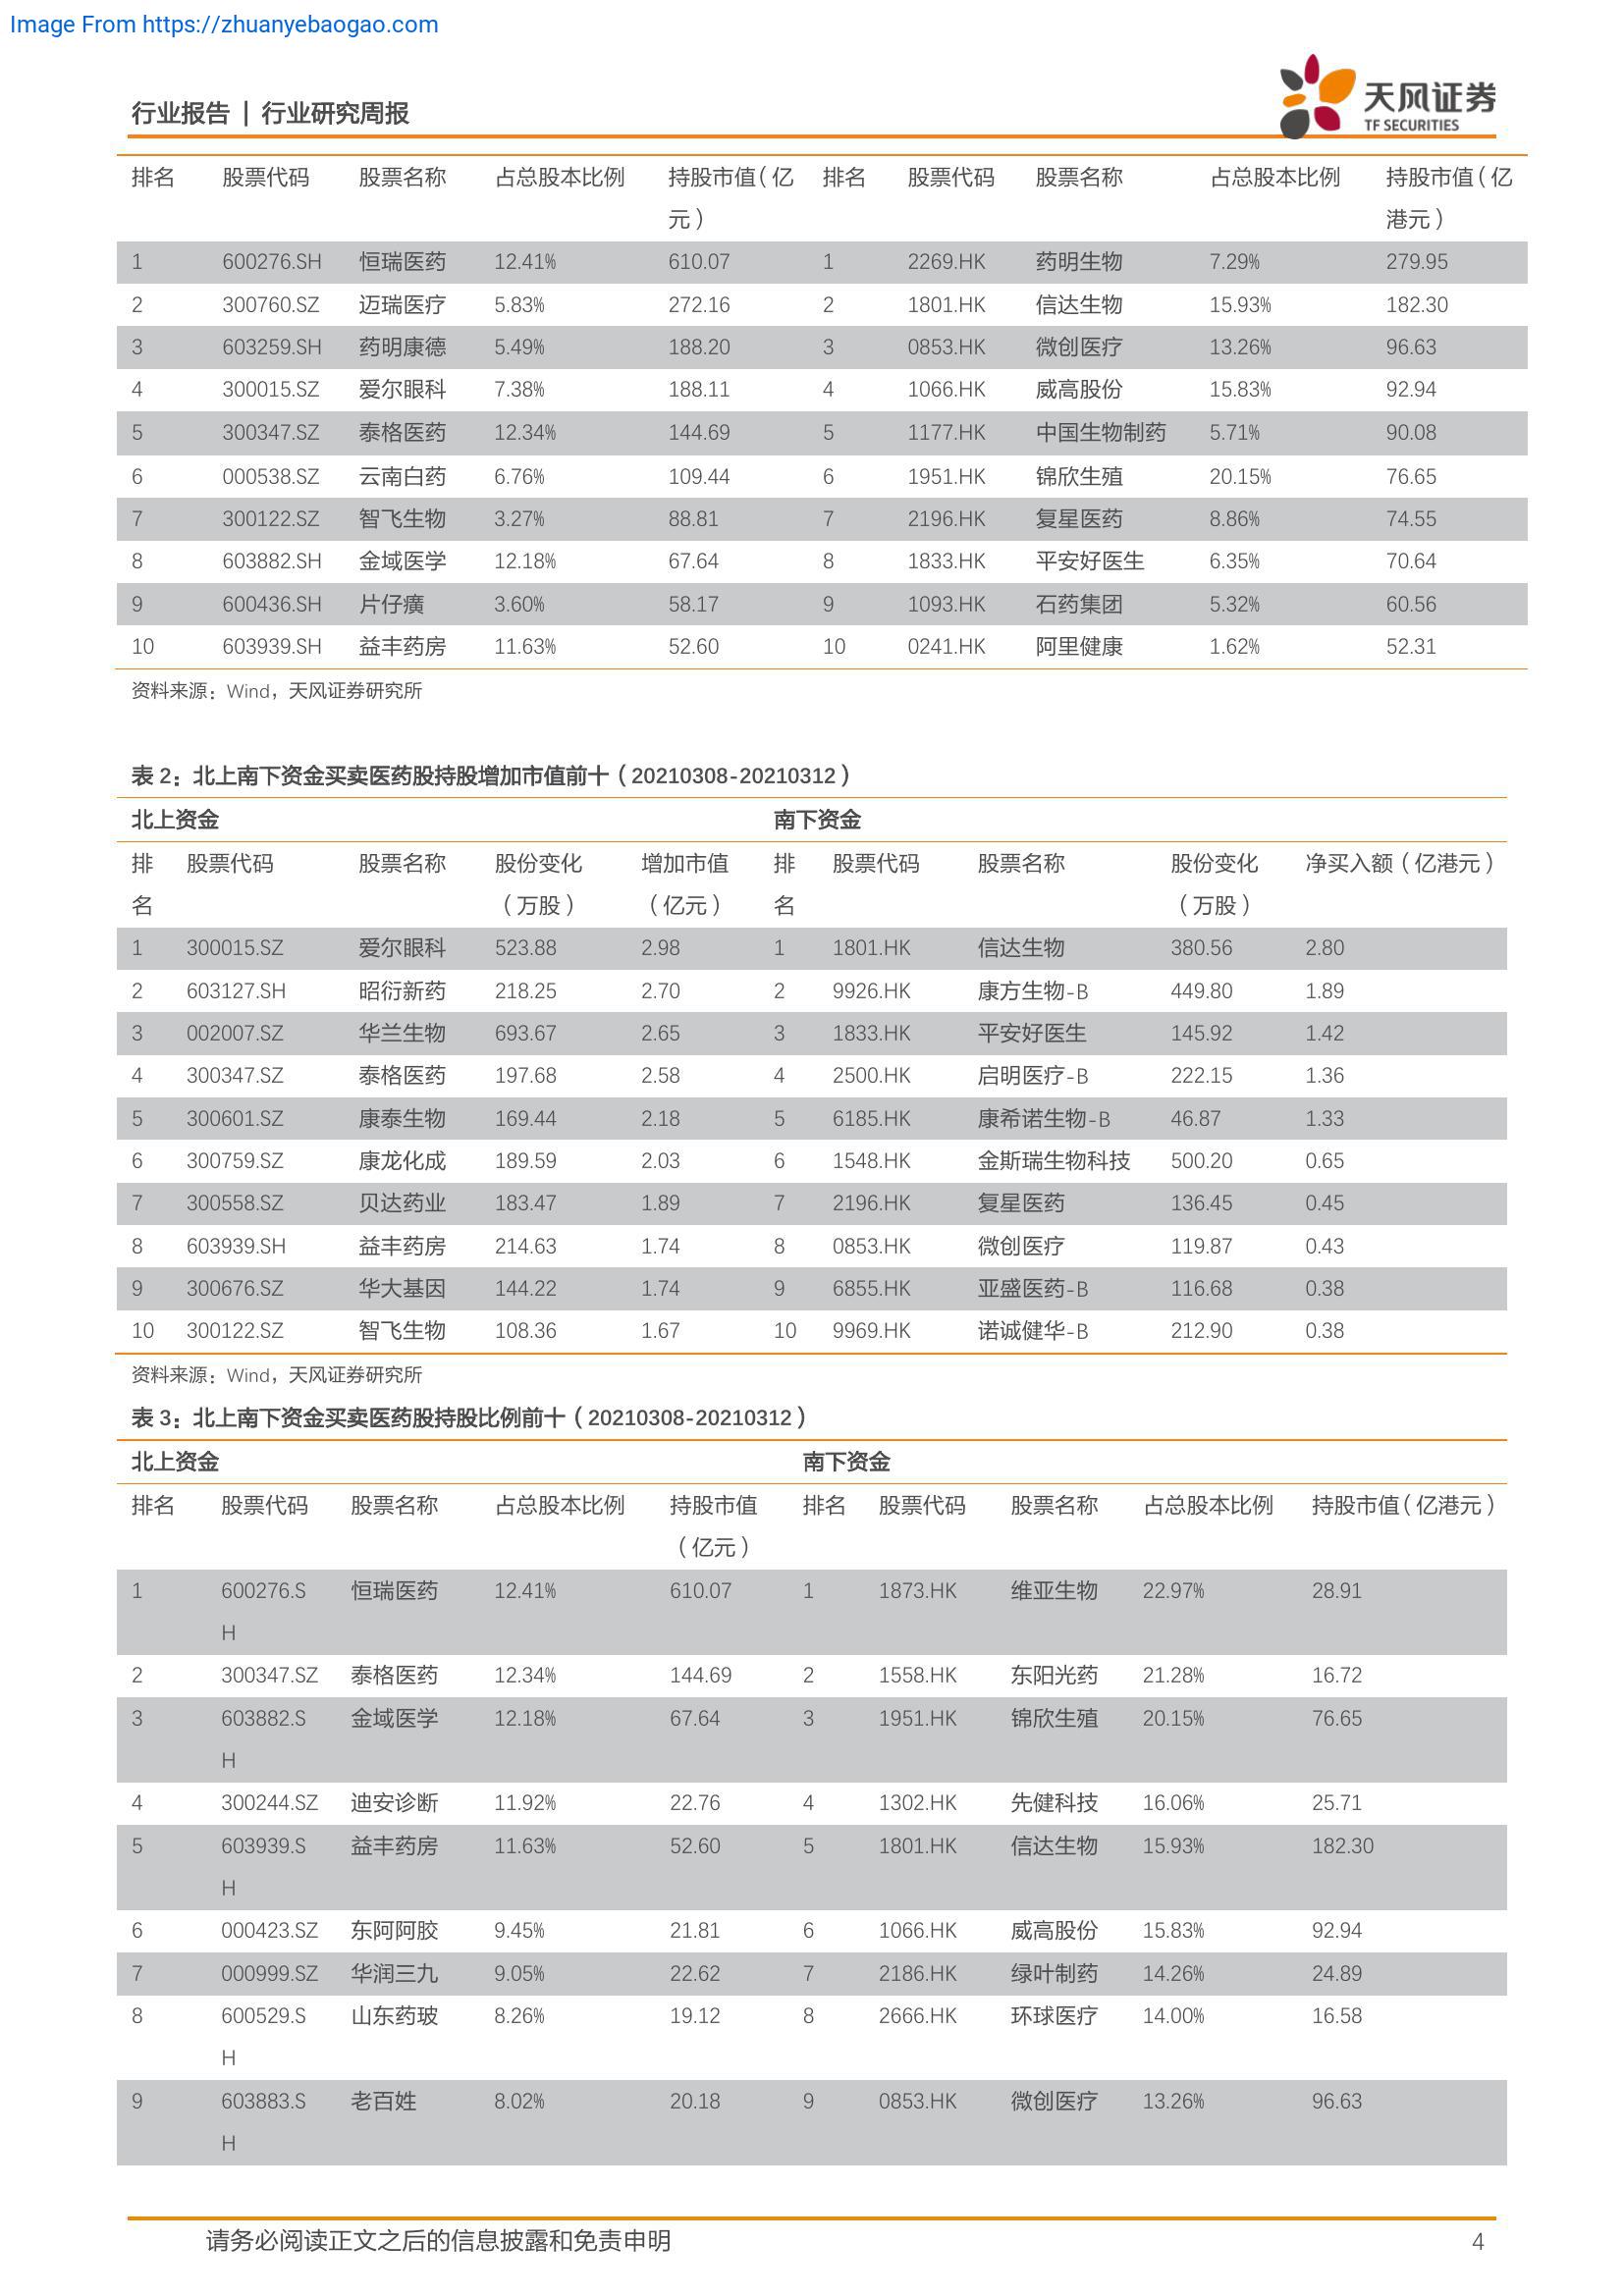 Image From https://zhuanyebaogao.com
行业报告 | 行业研究周报
天风证券
TF SECURITIES
排名 股票代码 股票名称 占总股本比例 持股市值（亿 排名 股票代码 股票名称 占总股本比例 持股市值（亿
元） 港元）
1 600276.SH 恒瑞医药 12.41% 610.07 1 2269.HK 药明生物 7.29% 279.95
2 300760.SZ 迈瑞医疗 5.83% 272.16 2 1801.HK 信达生物 15.93% 182.30
3 603259.SH 药明康德 5.49% 188.20 3 0853.HK 微创医疗 13.26% 96.63
4 300015.SZ 爱尔眼科 7.38% 188.11 4 1066.HK 威高股份 15.83% 92.94
5 300347.SZ 泰格医药 12.34% 144.69 5 1177.HK 中国生物制药 5.71% 90.08
6 000538.SZ 云南白药 6.76% 109.44 6 1951.HK 锦欣生殖 20.15% 76.65
7 300122.SZ 智飞生物 3.27% 88.81 7 2196.HK 复星医药 8.86% 74.55
8 603882.SH 金域医学 12.18% 67.64 8 1833.HK 平安好医生 6.35% 70.64
9 600436.SH 片仔癀 3.60% 58.17 9 1093.HK 石药集团 5.32% 60.56
10 603939.SH 益丰药房 11.63% 52.60 10 0241.HK 阿里健康 1.62% 52.31
资料来源：Wind，天风证券研究所
表 2：北上南下资金买卖医药股持股增加市值前十（20210308-20210312）
北上资金 南下资金
排 股票代码 股票名称 股份变化 增加市值 排 股票代码 股票名称 股份变化 净买入额（亿港元）
名 （万股） （亿元） 名 （万股）
1 300015.SZ 爱尔眼科 523.88 2.98 1 1801.HK 信达生物 380.56 2.80
2 603127.SH 昭衍新药 218.25 2.70 2 9926.HK 康方生物-B 449.80 1.89
3 002007.SZ 华兰生物 693.67 2.65 3 1833.HK 平安好医生 145.92 1.42
4 300347.SZ 泰格医药 197.68 2.58 4 2500.HK 启明医疗-B 222.15 1.36
5 300601.SZ 康泰生物 169.44 2.18 5 6185.HK 康希诺生物-B 46.87 1.33
6 300759.SZ 康龙化成 189.59 2.03 6 1548.HK 金斯瑞生物科技 500.20 0.65
7 300558.SZ 贝达药业 183.47 1.89 7 2196.HK 复星医药 136.45 0.45
8 603939.SH 益丰药房 214.63 1.74 8 0853.HK 微创医疗 119.87 0.43
9 300676.SZ 华大基因 144.22 1.74 9 6855.HK 亚盛医药-B 116.68 0.38
10 300122.SZ 智飞生物 108.36 1.67 10 9969.HK 诺诚健华-B 212.90 0.38
资料来源：Wind，天风证券研究所
表 3：北上南下资金买卖医药股持股比例前十（20210308-20210312）
北上资金 南下资金
排名 股票代码 股票名称 占总股本比例 持股市值 排名 股票代码 股票名称 占总股本比例 持股市值（亿港元）
（亿元）
1 600276.S 恒瑞医药 12.41% 610.07 1 1873.HK 维亚生物 22.97% 28.91
H
2 300347.SZ 泰格医药 12.34% 144.69 2 1558.HK 东阳光药 21.28% 16.72
3 603882.S 金域医学 12.18% 67.64 3 1951.HK 锦欣生殖 20.15% 76.65
H
4 300244.SZ 迪安诊断 11.92% 22.76 4 1302.HK 先健科技 16.06% 25.71
5 603939.S 益丰药房 11.63% 52.60 5 1801.HK 信达生物 15.93% 182.30
H
6 000423.SZ 东阿阿胶 9.45% 21.81 6 1066.HK 威高股份 15.83% 92.94
7 000999.SZ 华润三九 9.05% 22.62 7 2186.HK 绿叶制药 14.26% 24.89
8 600529.S 山东药玻 8.26% 19.12 8 2666.HK 环球医疗 14.00% 16.58
H
9 603883.S 老百姓 8.02% 20.18 9 0853.HK 微创医疗 13.26% 96.63
H
请务必阅读正文之后的信息披露和免责申明 4